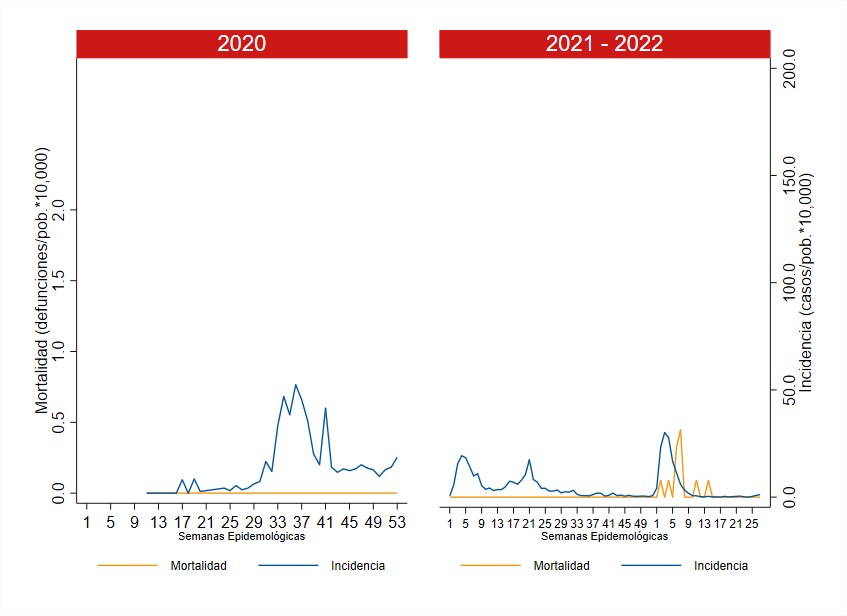 2020
2021 - 2022
Mortalidad (defunciones/pob.*10,000)
0.0 0.5 1.0 1.5 2.0
1 5 9 13 17 21 25 29 33 37 41 45 49 53
Semanas Epidemológicas
Mortalidad Incidencia
Incidencia (casos/pob.*10,000)
0.0 50.0 100.0 150.0 200.0
1 5 9 13 17 21 25 29 33 37 41 45 49 1 5 9 13 17 21 25
Semanas Epidemológicas
Mortalidad Incidencia